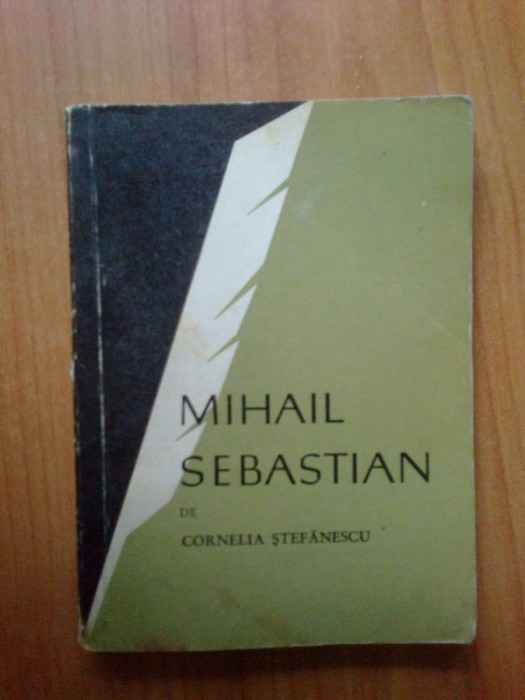 MIHAIL
SEBASTIAN
DE
CORNELIA ȘTEFĂNESCU